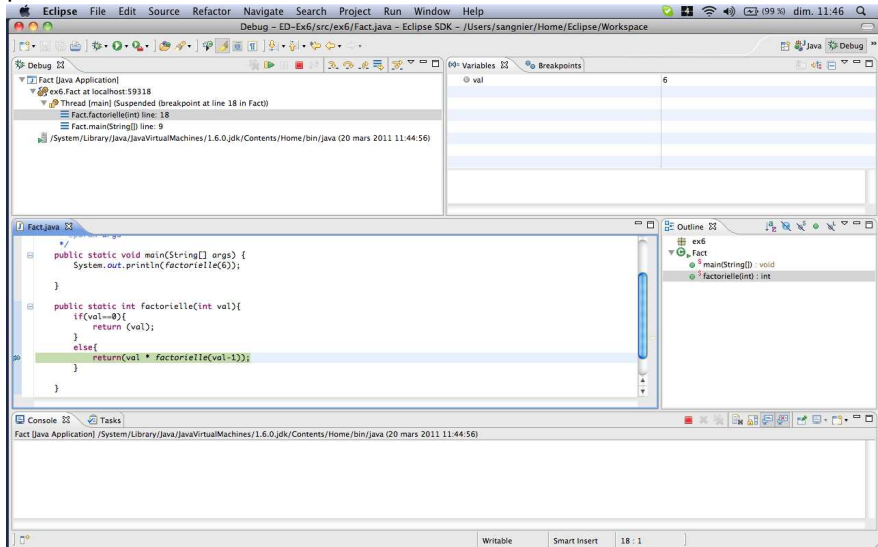 Eclipse File Edit Source Refactor Navigate Search Project Run Window Help (99 %) dim. 11:46
Debug – ED–Ex6/src/ex6/Fact.java – Eclipse SDK – /Users/sangnier/Home/Eclipse/Workspace
Java Debug
Debug
Variables Breakpoints
Fact [Java Application]
ex6.Fact at localhost:59318
Thread [main] (Suspended (breakpoint at line 18 in Fact))
Fact.factorielle(int) line: 18
Fact.main(String[]) line: 9
/System/Library/Java/JavaVirtualMachines/1.6.0.jdk/Contents/Home/bin/java (20 mars 2011 11:44:56)
val 6
Fact.java
*/
public static void main(String[] args) {
System.out.println(factorielle(6));
}
public static int factorielle(int val){
if(val==0){
return (val);
}
else{
return(val * factorielle(val-1));
}
}
Outline
ex6
Fact
main(String[]) : void
factorielle(int) : int
Console Tasks
Fact [Java Application] /System/Library/Java/JavaVirtualMachines/1.6.0.jdk/Contents/Home/bin/java (20 mars 2011 11:44:56)
Writable Smart Insert 18 : 1